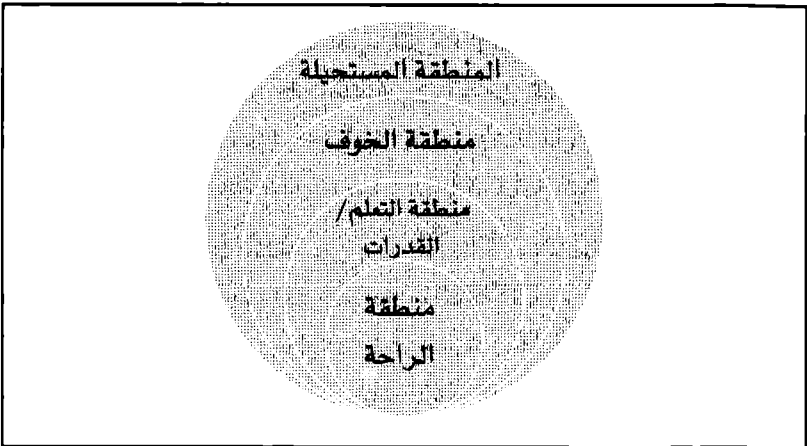 المنطقة المستحيلة
منطقة الخوف
منطقة التعلم/
القدرات
منطقة
الراحة